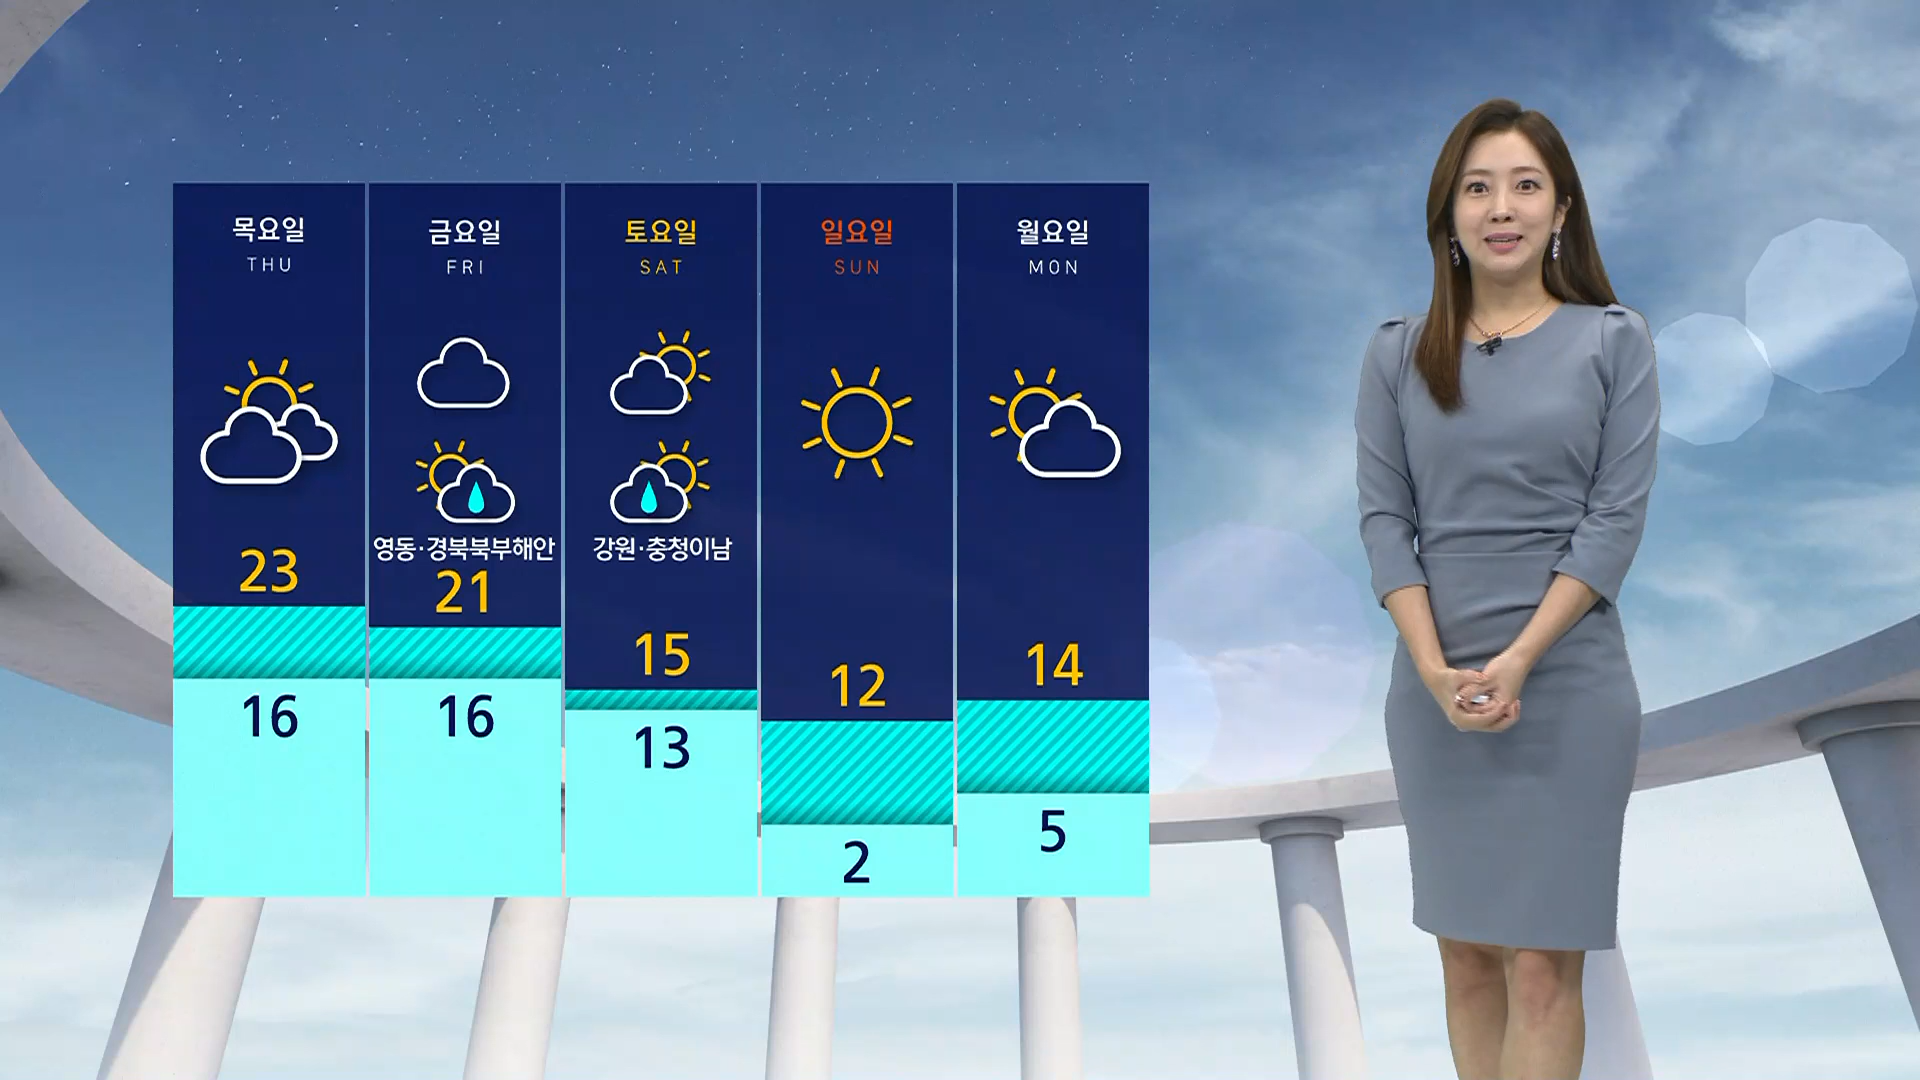 목요일
THU
23
16
금요일
FRI
영동·경북북부해안
21
16
토요일
SAT
강원·충청이남
15
13
일요일
SUN
12
2
월요일
MON
14
5